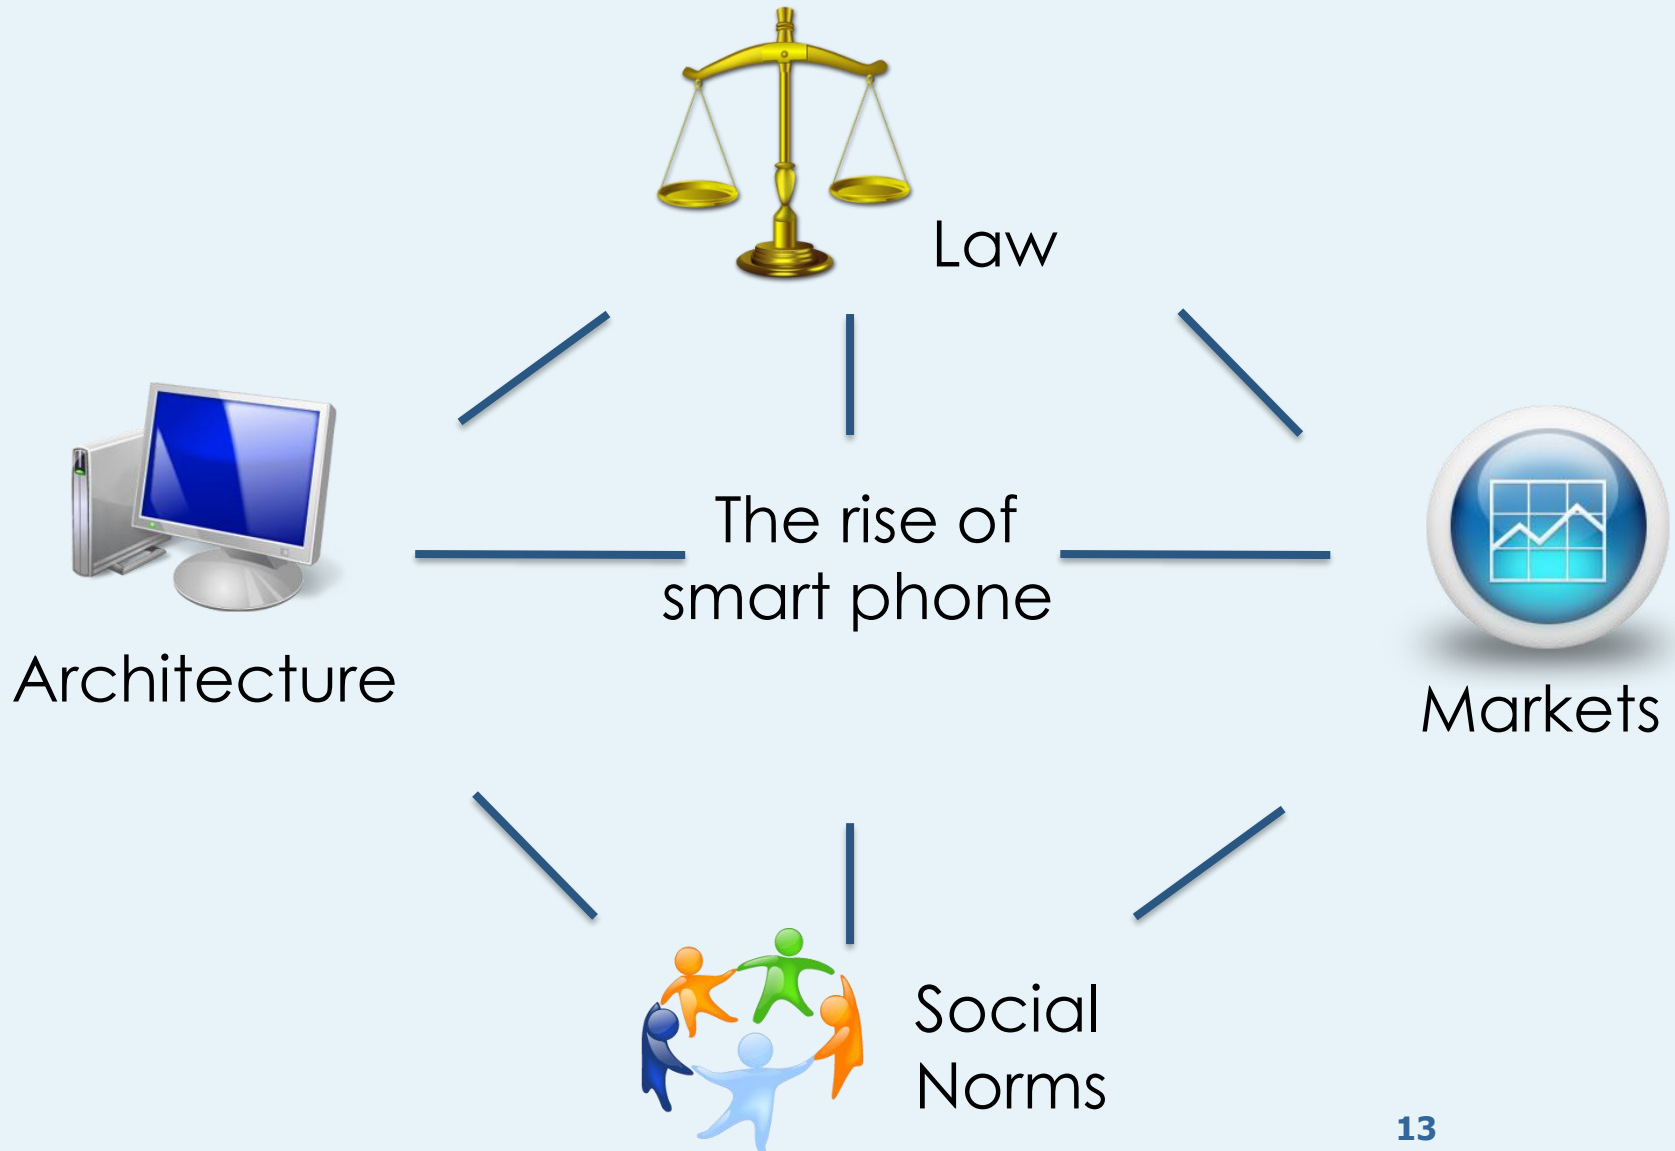 Law
The rise of
smart phone
Architecture
Markets
Social
Norms
13